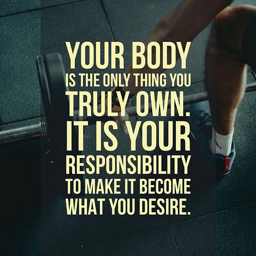 YOUR BODY
IS THE ONLY THING YOU
TRULY OWN.
IT IS YOUR
RESPONSIBILITY
TO MAKE IT BECOME
WHAT YOU DESIRE.